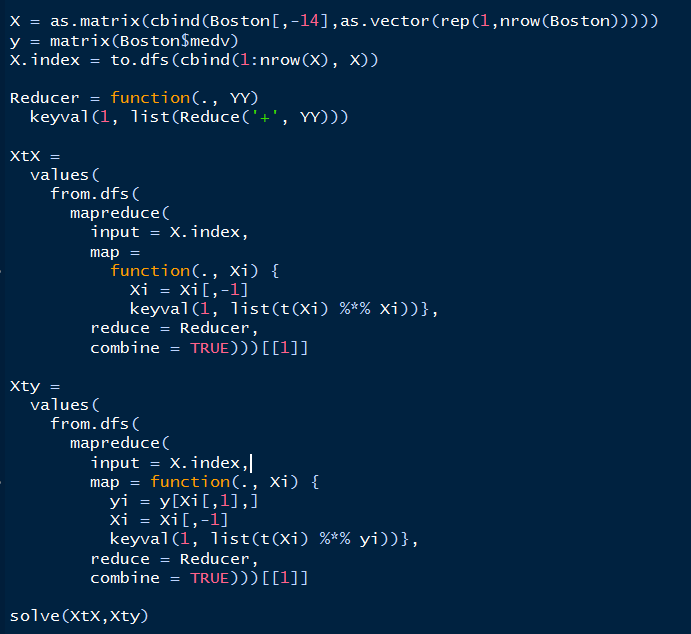 X = as.matrix(cbind(Boston[,-14],as.vector(rep(1,nrow(Boston)))))
y = matrix(Boston$medv)
X.index = to.dfs(cbind(1:nrow(X), X))

Reducer = function(., YY)
  keyval(1, list(Reduce('+', YY)))

XtX =
  values(
    from.dfs(
      mapreduce(
        input = X.index,
        map =
          function(., Xi) {
            Xi = Xi[,-1]
            keyval(1, list(t(Xi) %*% Xi))},
        reduce = Reducer,
        combine = TRUE)))[[1]]

Xty =
  values(
    from.dfs(
      mapreduce(
        input = X.index,
        map = function(., Xi) {
          yi = y[Xi[,1],]
          Xi = Xi[,-1]
          keyval(1, list(t(Xi) %*% yi))},
        reduce = Reducer,
        combine = TRUE)))[[1]]

solve(XtX,Xty)